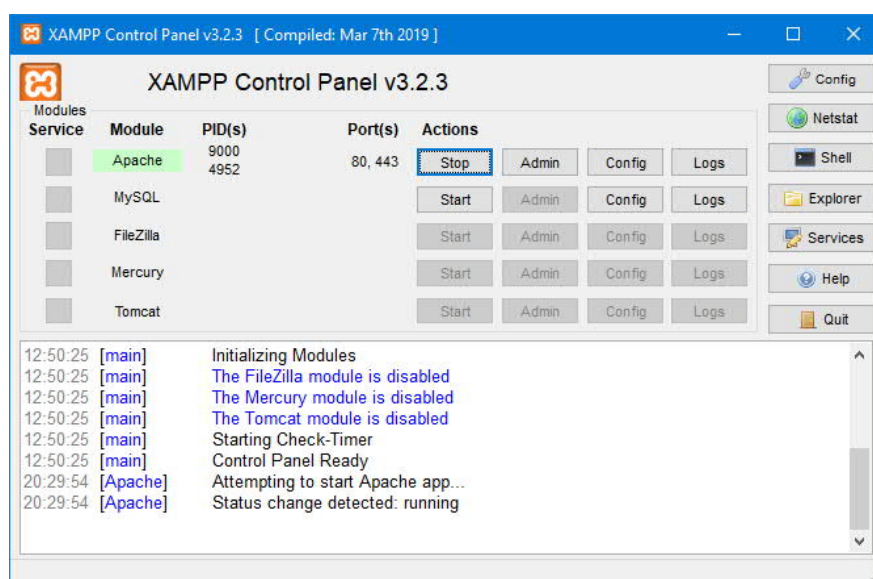 XAMPP Control Panel v3.2.3 [ Compiled: Mar 7th 2019 ]
XAMPP Control Panel v3.2.3
Config
Modules
Service Module PID(s) Port(s) Actions
Netstat
Apache 9000 4952 80, 443 Stop Admin Config Logs
Shell
MySQL Start Admin Config Logs
Explorer
FileZilla Start Admin Config Logs
Services
Mercury Start Admin Config Logs
Help
Tomcat Start Admin Config Logs
Quit
12:50:25 [main] Initializing Modules
12:50:25 [main] The FileZilla module is disabled
12:50:25 [main] The Mercury module is disabled
12:50:25 [main] The Tomcat module is disabled
12:50:25 [main] Starting Check-Timer
12:50:25 [main] Control Panel Ready
20:29:54 [Apache] Attempting to start Apache app...
20:29:54 [Apache] Status change detected: running